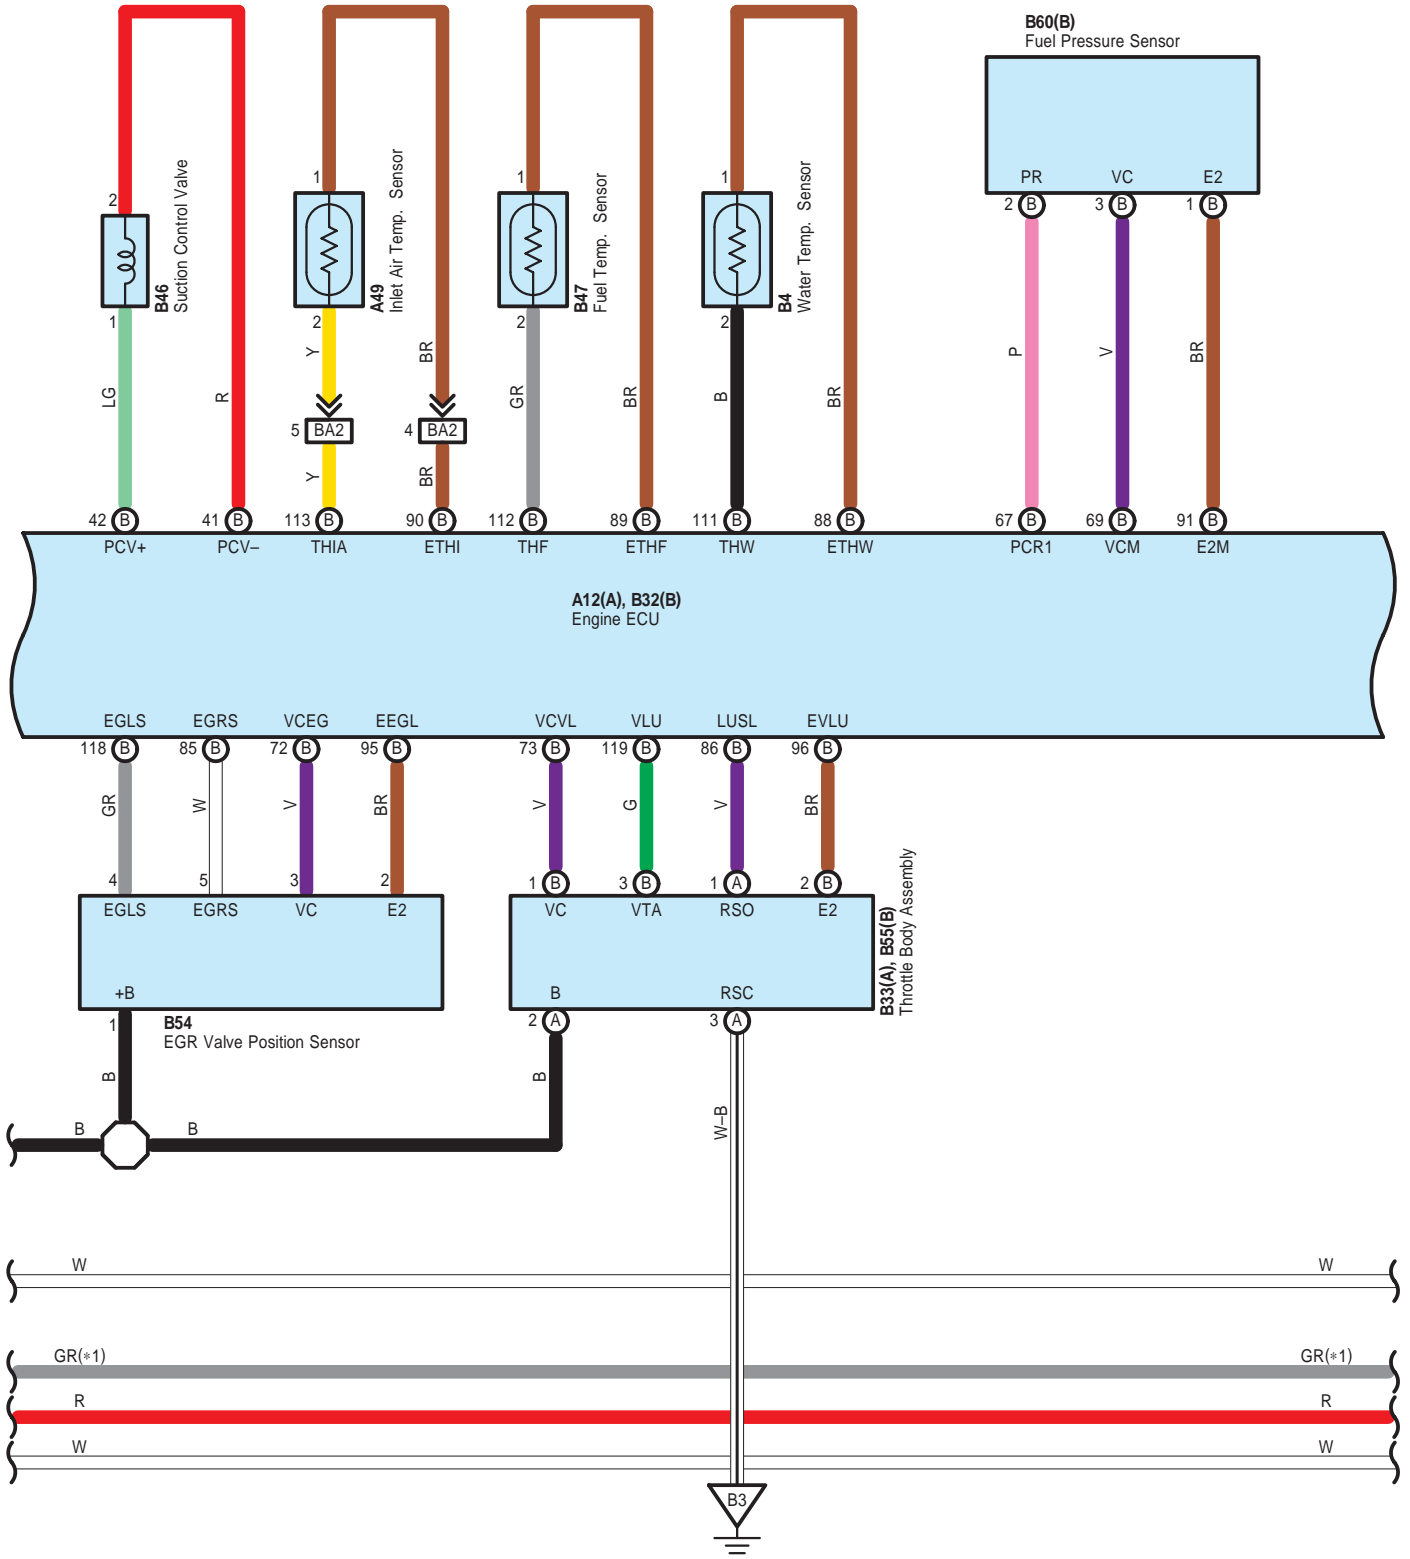 B60(B)
Fuel Pressure Sensor
PR VC E2
2 B 3 B 1 B
2
1
B46
Suction Control Valve
1
2
A49
Inlet Air Temp. Sensor
1
2
B47
Fuel Temp. Sensor
1
2
B4
Water Temp. Sensor
LG R Y BR GR BR B BR P V BR
5 BA2 4 BA2
Y BR
42 B 41 B 113 B 90 B 112 B 89 B 111 B 88 B 67 B 69 B 91 B
PCV+ PCV– THIA ETHI THF ETHF THW ETHW PCR1 VCM E2M
A12(A), B32(B)
Engine ECU
EGLS EGRS VCEG EEGL VCVL VLU LUSL EVLU
118 B 85 B 72 B 95 B 73 B 119 B 86 B 96 B
GR W V BR V G V BR
4 5 3 2 1 B 3 B 1 A 2 B
EGLS EGRS VC E2 VC VTA RSO E2
B33(A), B55(B)
Throttle Body Assembly
+B B RSC
1 2 A 3 A
B54
EGR Valve Position Sensor
B B
W–B
B B
W W
GR(*1) GR(*1)
R R
W W
B3